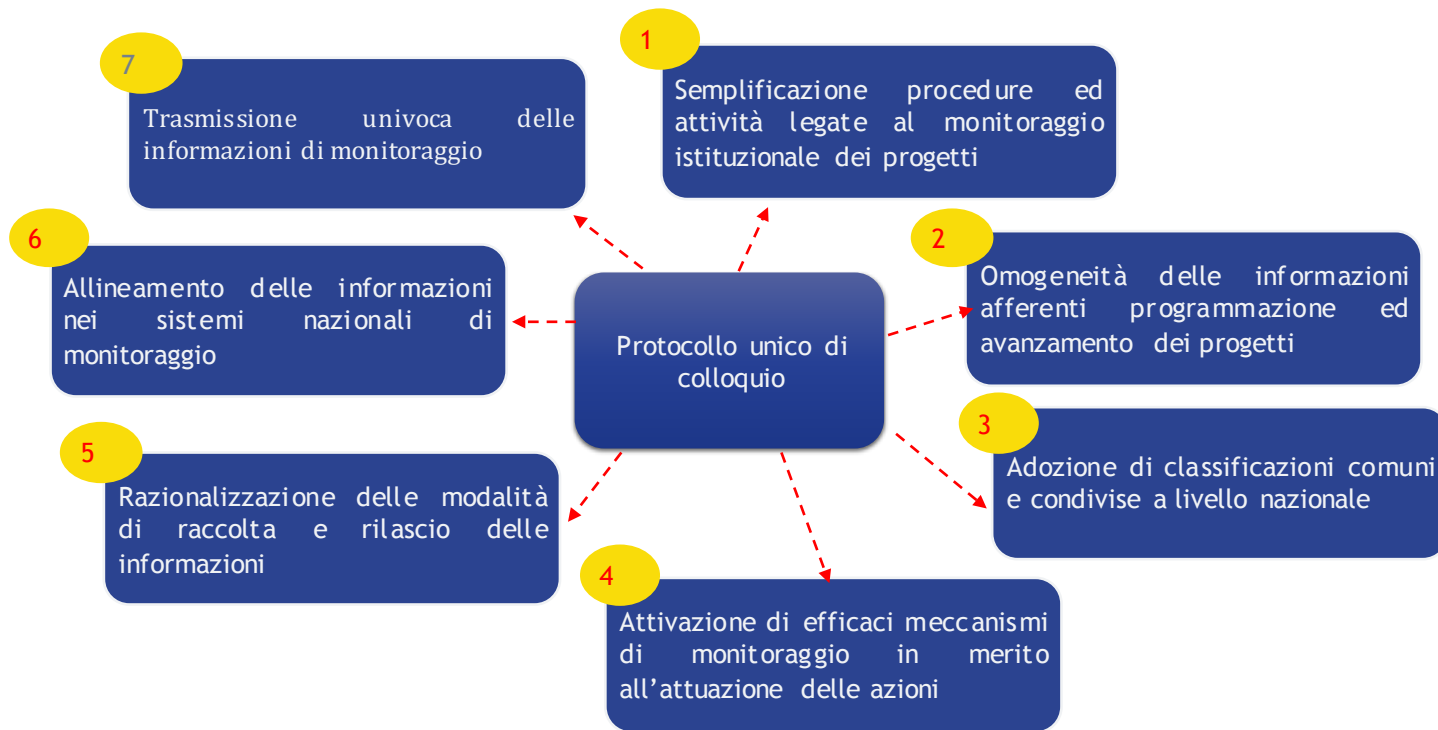 1
Semplificazione procedure ed
attività legate al monitoraggio
istituzionale dei progetti
2
Omogeneità delle informazioni
afferenti programmazione ed
avanzamento dei progetti
3
Adozione di classificazioni comuni
e condivise a livello nazionale
4
Attivazione di efficaci meccanismi
di monitoraggio in merito
all’attuazione delle azioni
5
Razionalizzazione delle modalità
di raccolta e rilascio delle
informazioni
6
Allineamento delle informazioni
nei sistemi nazionali di
monitoraggio
7
Trasmissione univoca delle
informazioni di monitoraggio
Protocollo unico di
colloquio